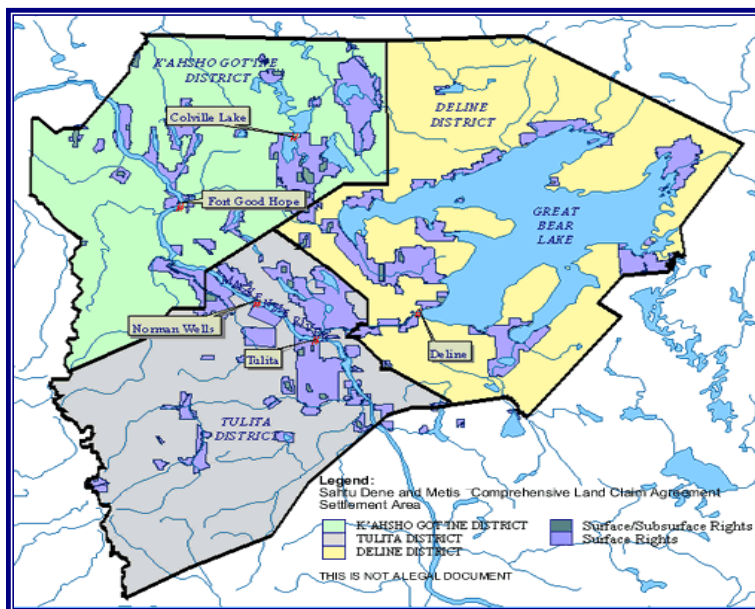 K'AHSHO GOT'INE
DISTRICT
DELINE
DISTRICT
Colville Lake
Fort Good Hope
GREAT
BEAR
LAKE
Norman Wells
Tulita
Deline
TULITA
DISTRICT
Legend:
Sahtu Dene and Metis Comprehensive Land Claim Agreement
Settlement Area
K'AHSHO GOT'INE DISTRICT
TULITA DISTRICT
DELINE DISTRICT
Surface/Subsurface Rights
Surface Rights
THIS IS NOT A LEGAL DOCUMENT